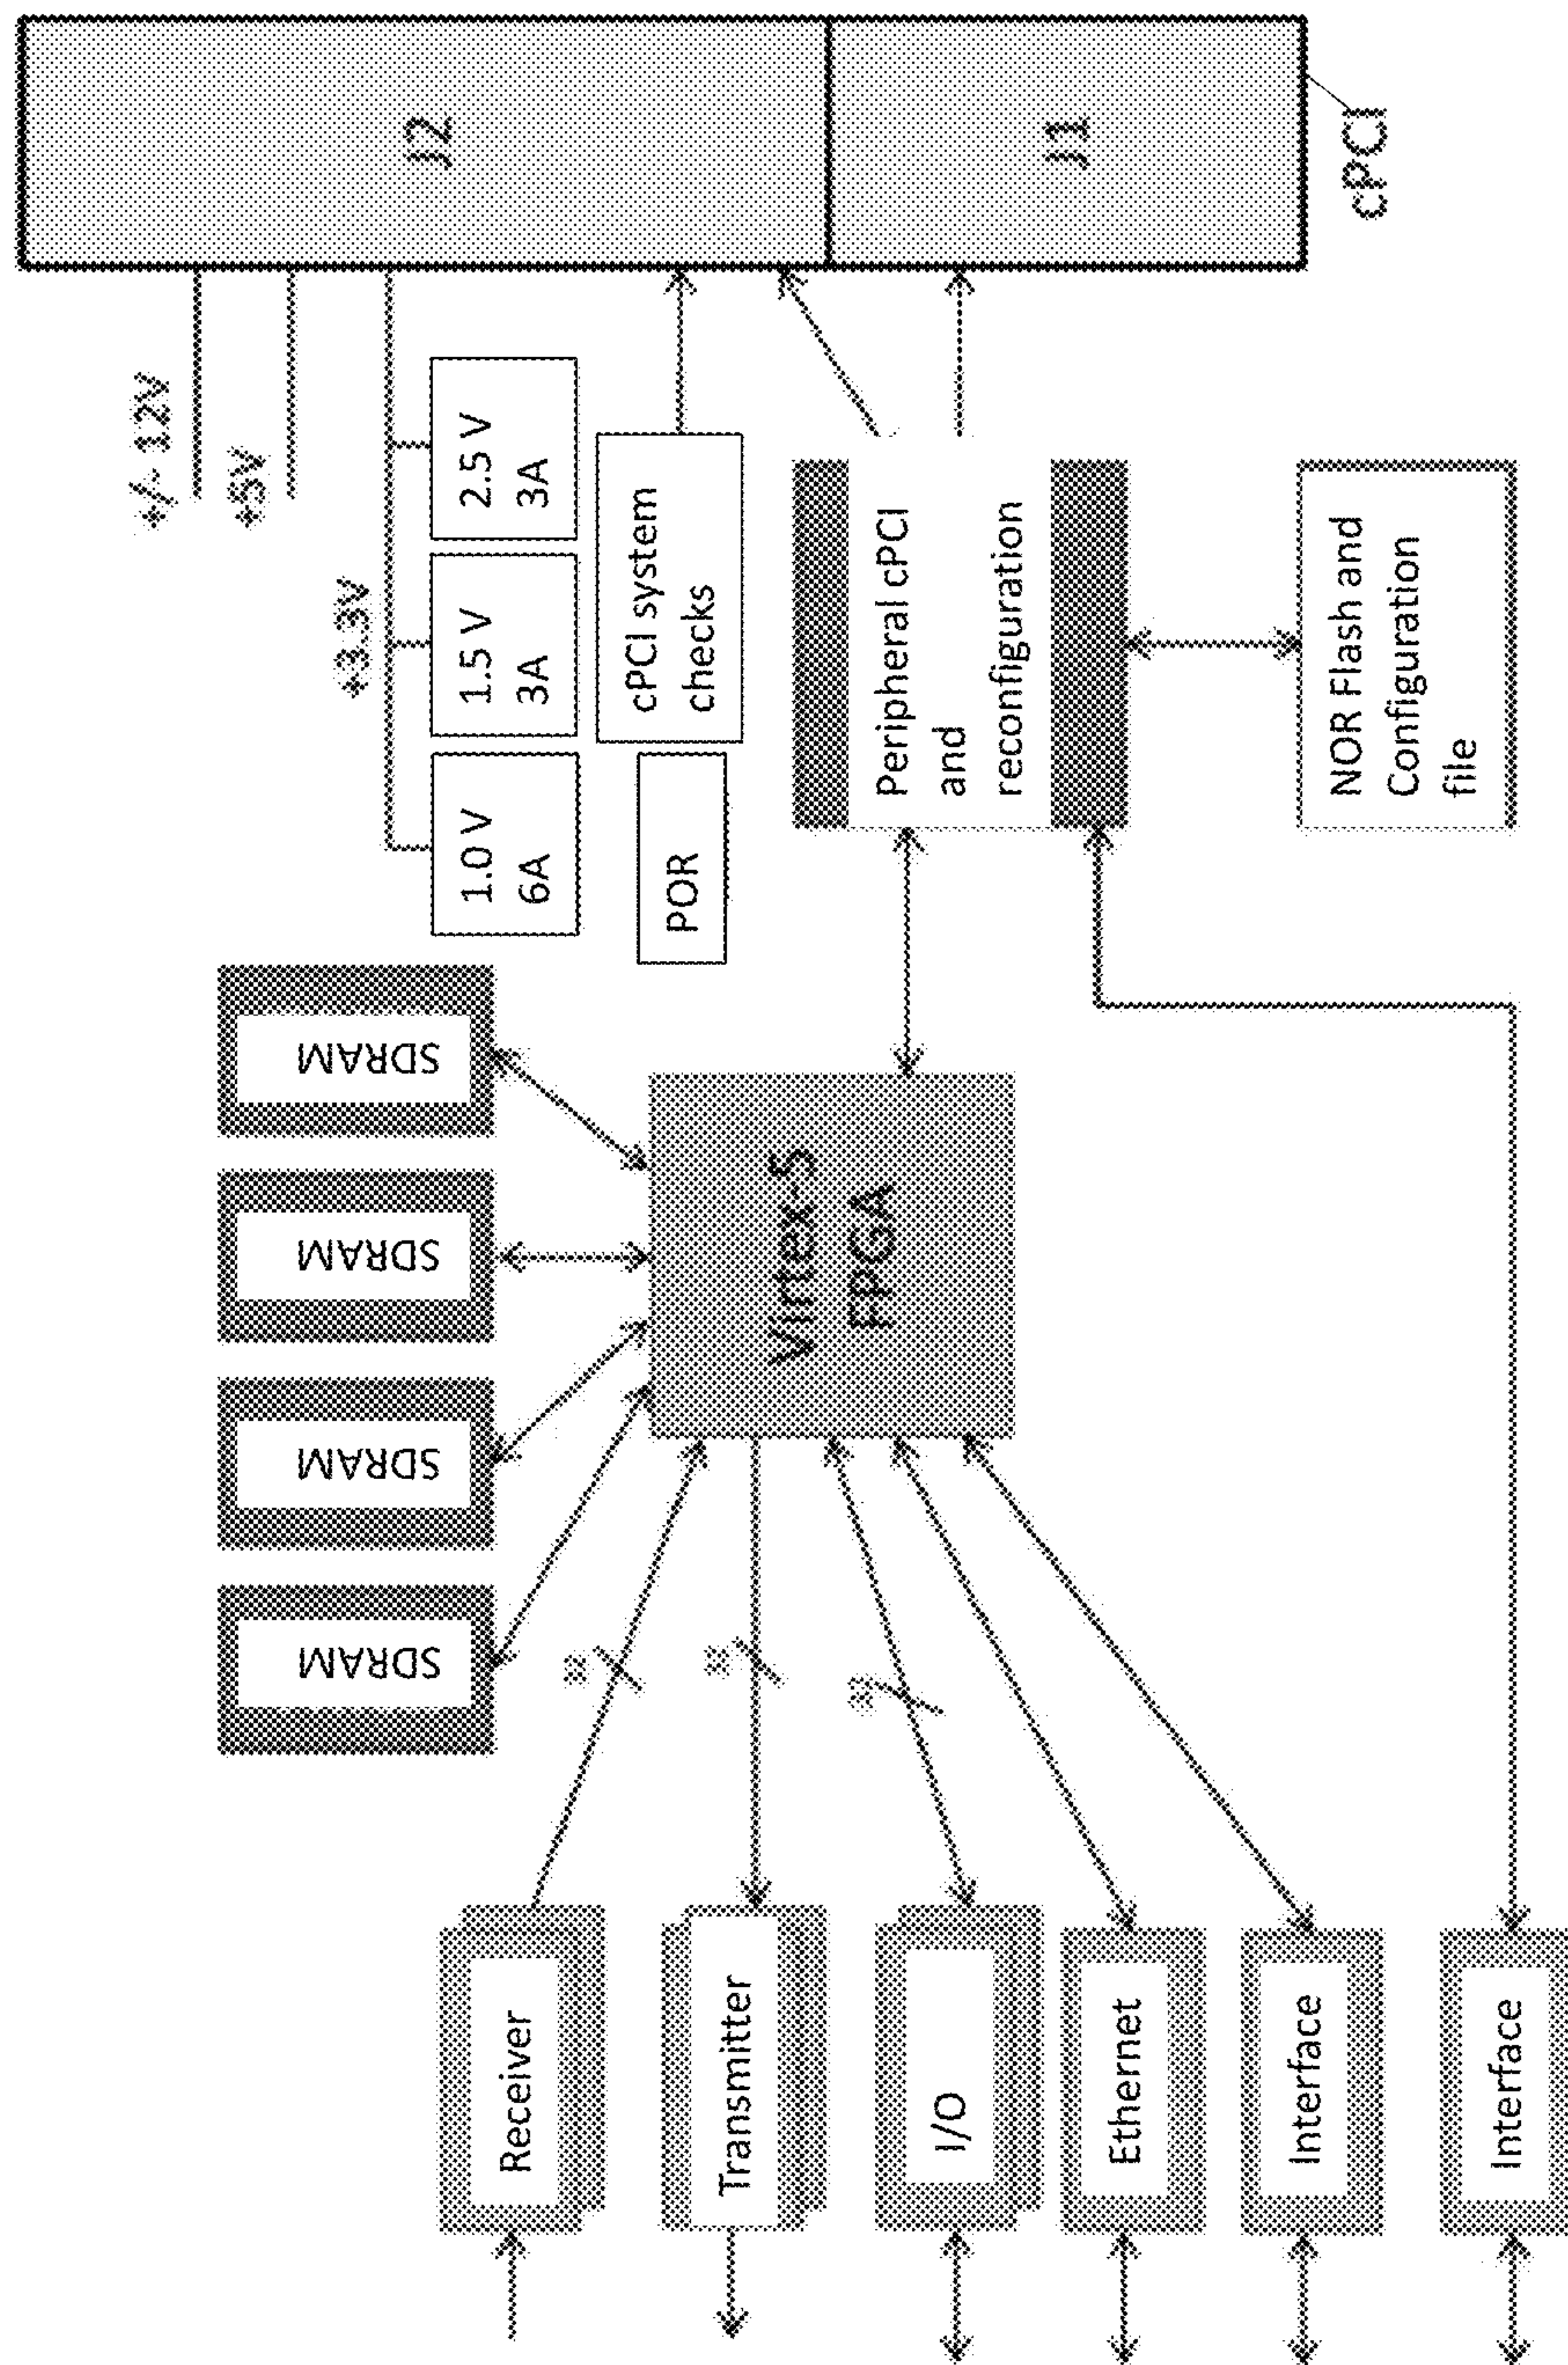 +/- 12V
+5V
+3.3V
J2
J1
cPCI
1.0 V
6A
1.5 V
3A
2.5 V
3A
POR
cPCI system
checks
SDRAM
SDRAM
SDRAM
SDRAM
Virtex-5
FPGA
Peripheral cPCI
and
reconfiguration
NOR Flash and
Configuration
file
Receiver
Transmitter
I/O
Ethernet
Interface
Interface